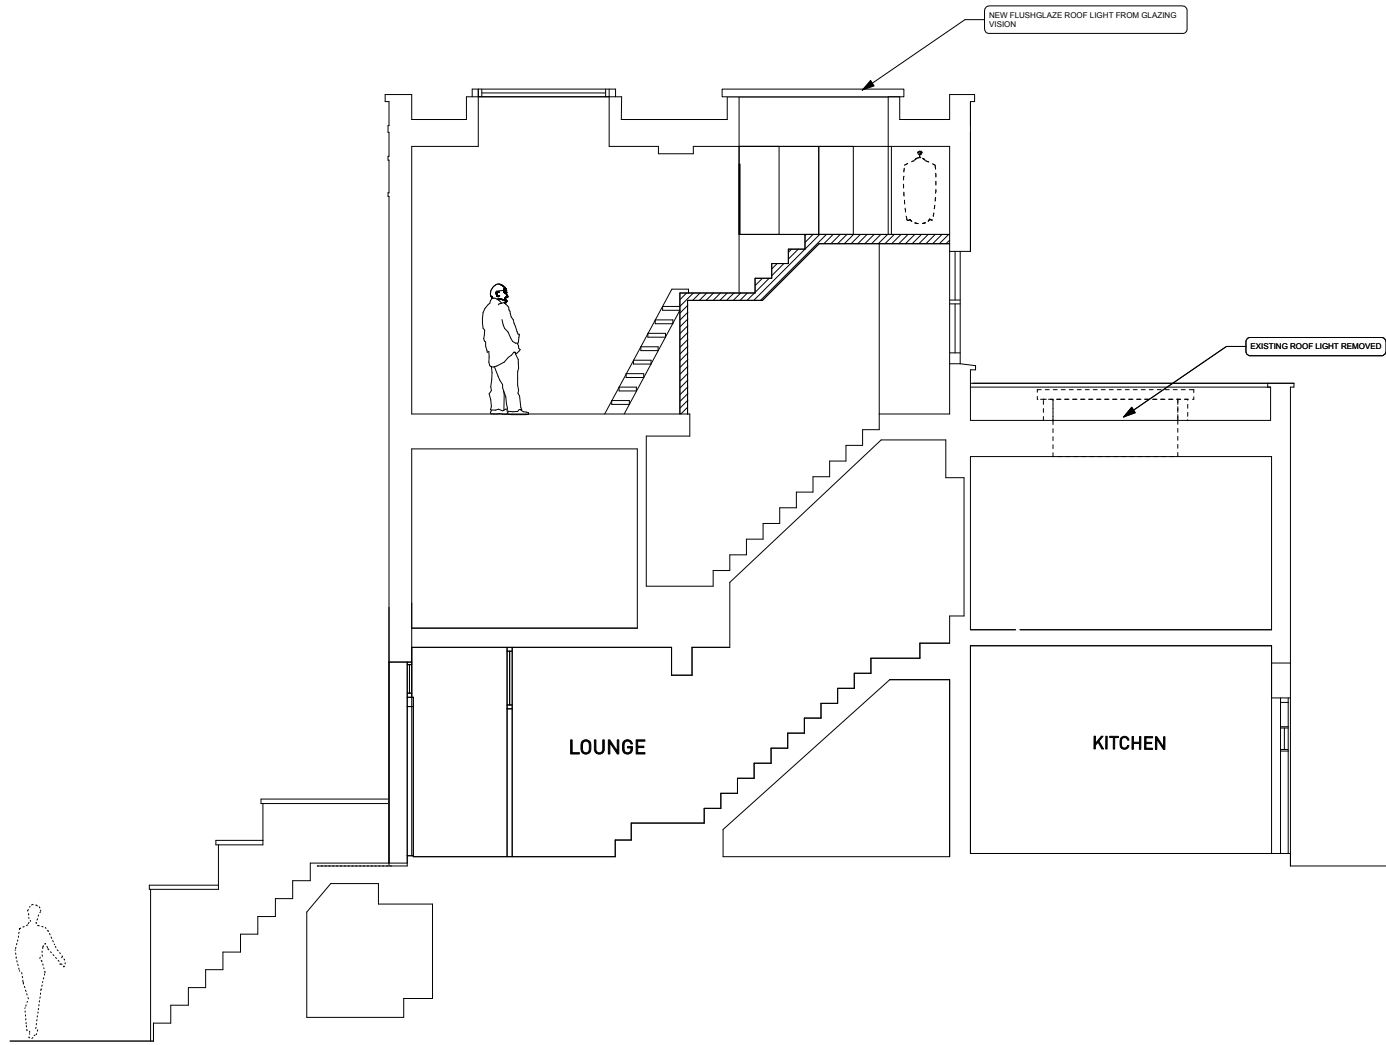 NEW FLUSHGLAZE ROOF LIGHT FROM GLAZING
VISION
EXISTING ROOF LIGHT REMOVED
LOUNGE
KITCHEN